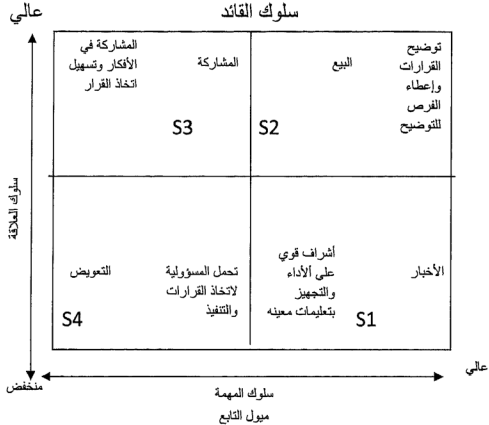 سلوك القائد
عالي
توضيح
القرارات
وإعطاء
الفرص
للتوضيح
البيع
S2
المشاركة
المشاركة في
الأفكار وتسهيل
اتخاذ القرار
S3
سلوك العلاقة
الأخبار
أشراف قوي
على ألأداء
والتجهيز
بتعليمات معينه
S1
تحمل المسؤولية
لاتخاذ القرارات
والتنفيذ
التعويض
S4
عالي
منخفض
سلوك المهمة
ميول التابع